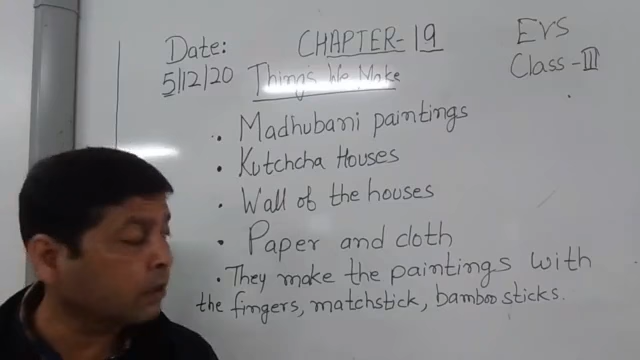 Date: CHAPTER-19 EVS
5/12/20 Things We Make Class-III
. Madhubani paintings
. Kutchcha Houses
. Wall of the houses
. Paper and cloth
. They make the paintings with
the fingers, matchstick, bamboo sticks.